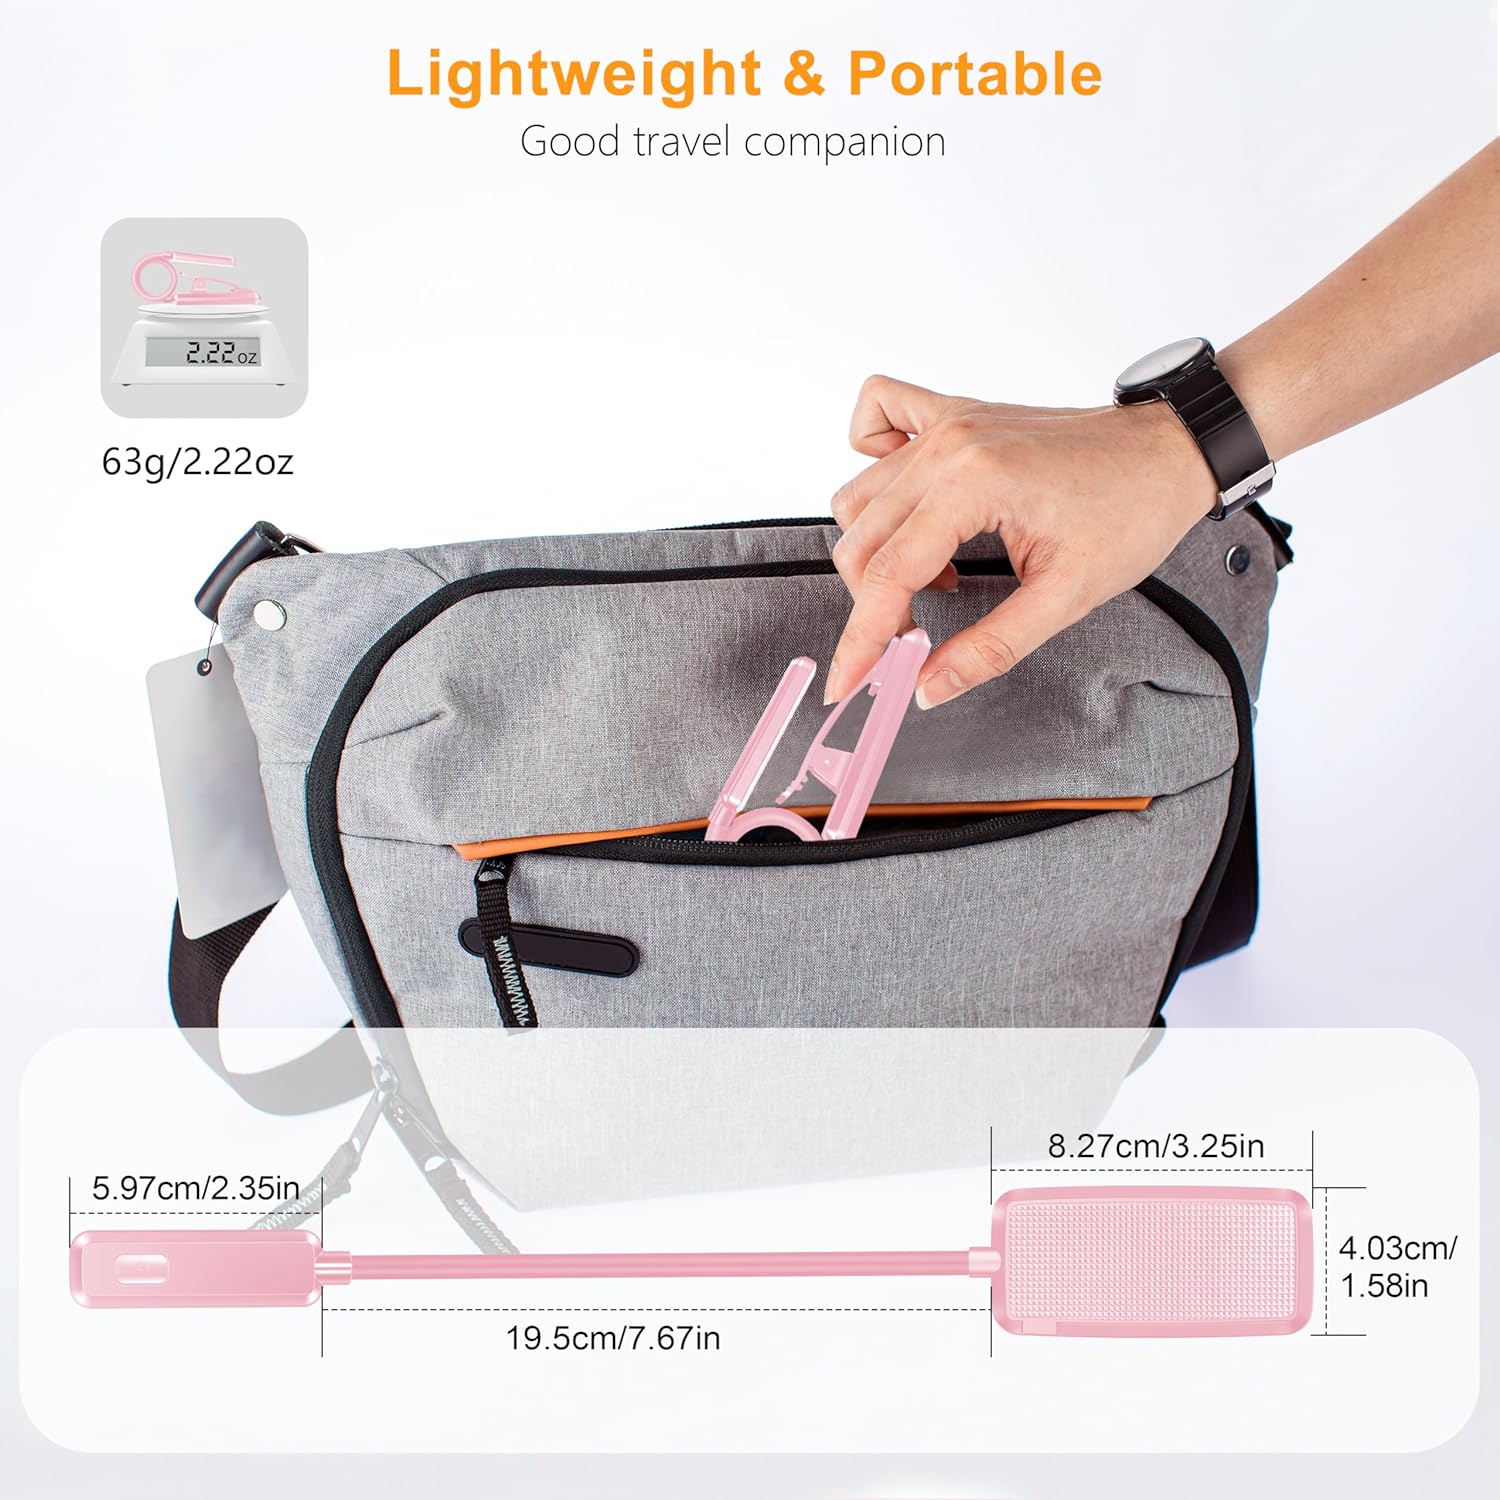 Lightweight & Portable
Good travel companion
2.22oz
63g/2.22oz
8.27cm/3.25in
5.97cm/2.35in
4.03cm/
1.58in
19.5cm/7.67in